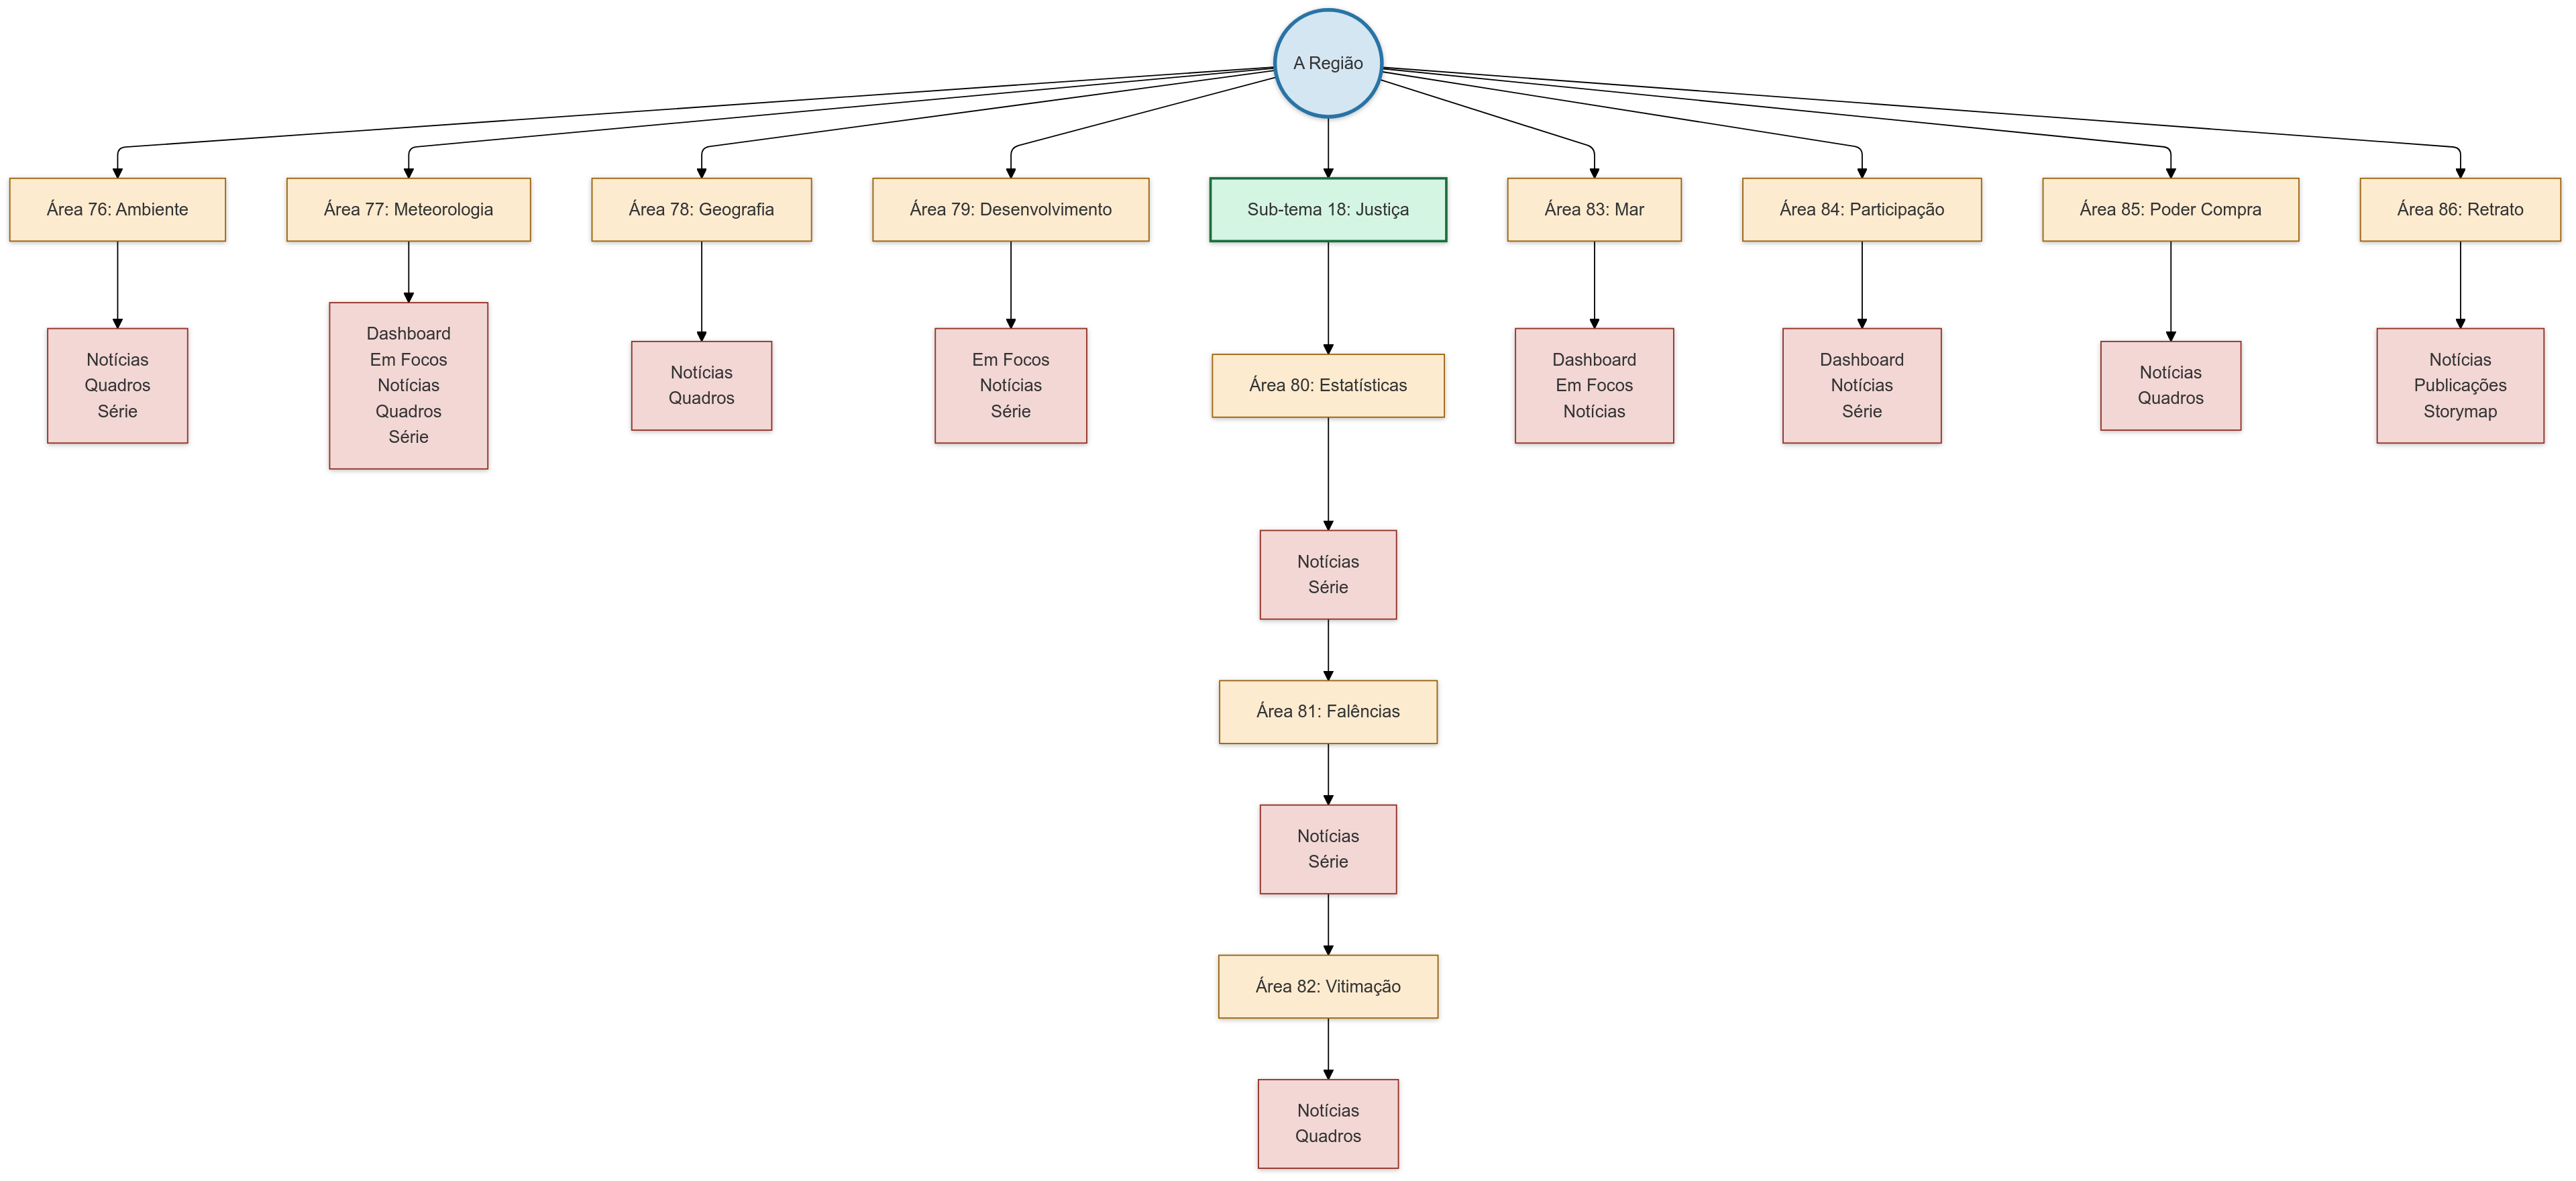 A Região
Área 76: Ambiente
Área 77: Meteorologia
Área 78: Geografia
Área 79: Desenvolvimento
Sub-tema 18: Justiça
Área 83: Mar
Área 84: Participação
Área 85: Poder Compra
Área 86: Retrato
Notícias
Quadros
Série
Dashboard
Em Focos
Notícias
Quadros
Série
Notícias
Quadros
Em Focos
Notícias
Série
Área 80: Estatísticas
Dashboard
Em Focos
Notícias
Dashboard
Notícias
Série
Notícias
Quadros
Notícias
Publicações
Storymap
Notícias
Série
Área 81: Falências
Notícias
Série
Área 82: Vitimação
Notícias
Quadros